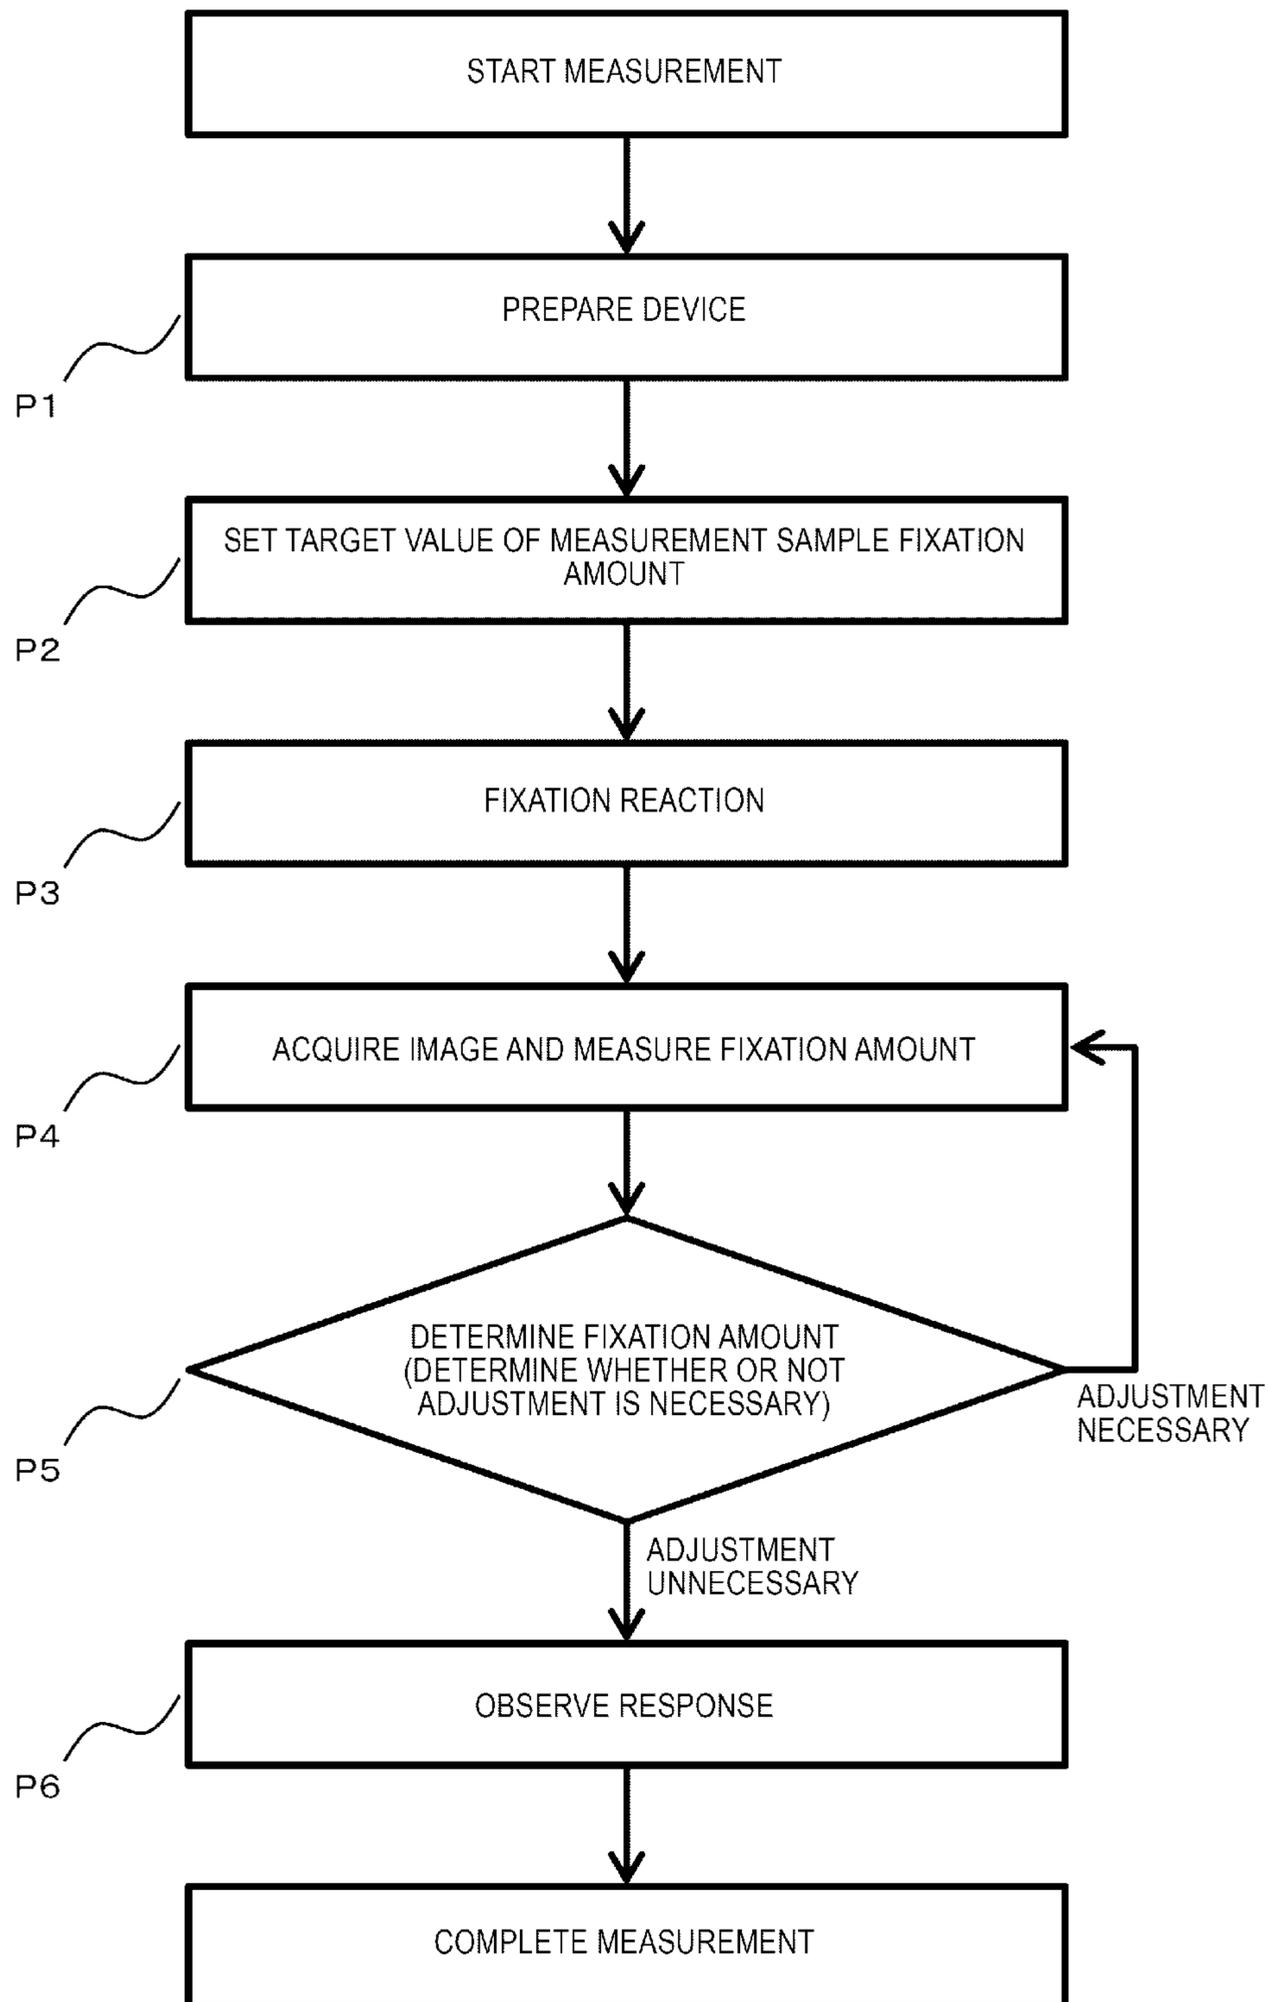 START MEASUREMENT
PREPARE DEVICE
P1
SET TARGET VALUE OF MEASUREMENT SAMPLE FIXATION
AMOUNT
P2
FIXATION REACTION
P3
ACQUIRE IMAGE AND MEASURE FIXATION AMOUNT
P4
DETERMINE FIXATION AMOUNT
(DETERMINE WHETHER OR NOT
ADJUSTMENT IS NECESSARY)
ADJUSTMENT
NECESSARY
P5
ADJUSTMENT
UNNECESSARY
OBSERVE RESPONSE
P6
COMPLETE MEASUREMENT